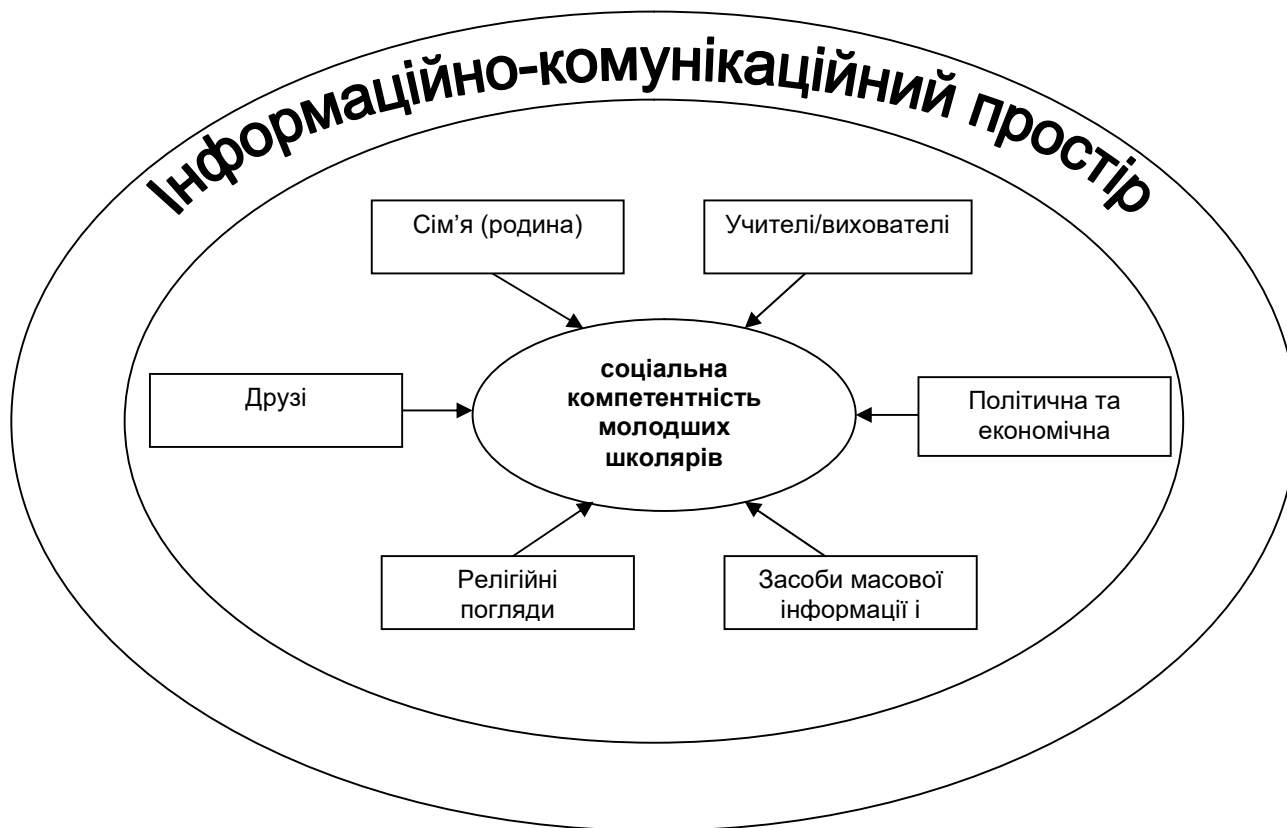 Інформаційно-комунікаційний простір
Сім’я (родина)
Учителі/вихователі
Друзі
соціальна
компетентність
молодших
школярів
Політична та
економічна
Релігійні
погляди
Засоби масової
інформації і